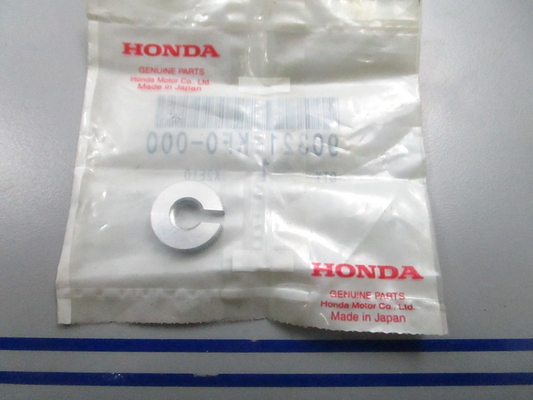 HONDA
GENUINE PARTS
Honda Motor Co., Ltd.
Made in Japan
HONDA
GENUINE PARTS
Honda Motor Co., Ltd.
Made in Japan